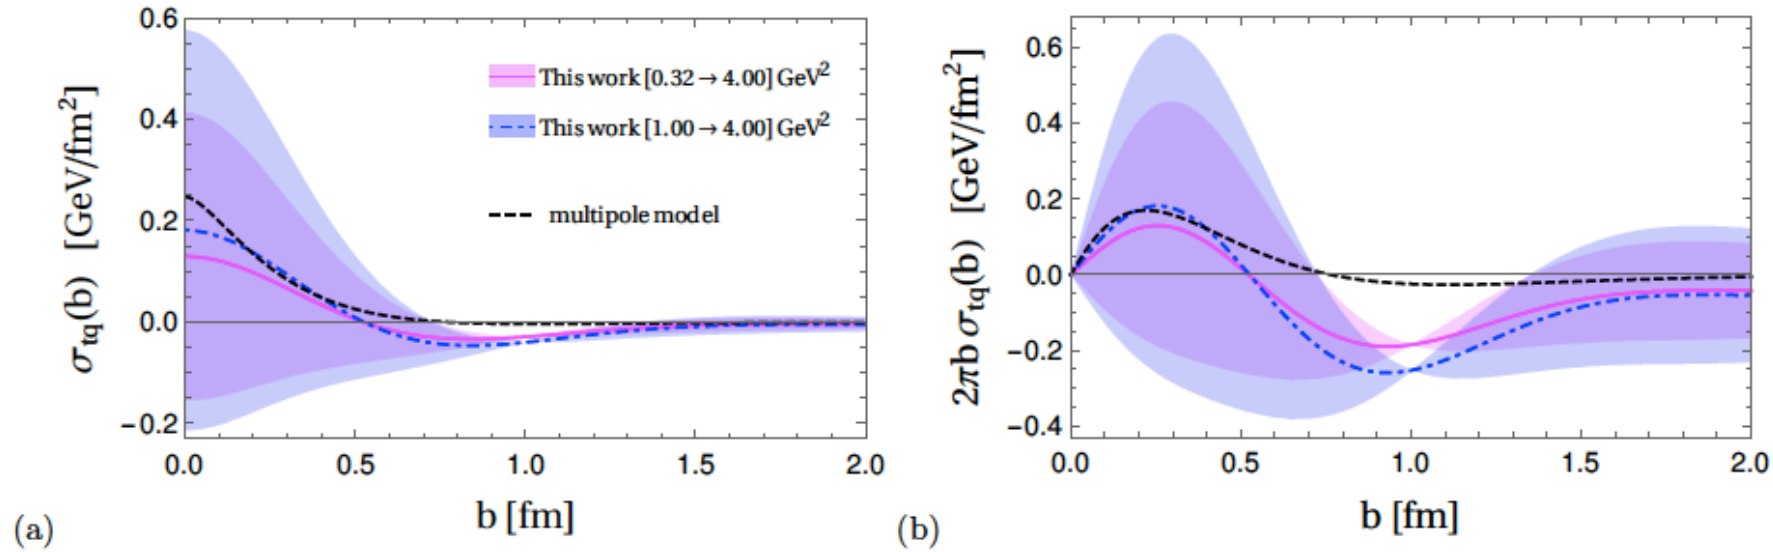 0.6
0.4
0.2
0.0
−0.2
σtq(b) [GeV/fm²]
This work [0.32 → 4.00] GeV²
This work [1.00 → 4.00] GeV²
multipole model
0.0 0.5 1.0 1.5 2.0
b [fm]
(a)
0.6
0.4
0.2
0.0
−0.2
−0.4
2πb σtq(b) [GeV/fm²]
0.0 0.5 1.0 1.5 2.0
b [fm]
(b)